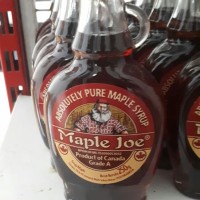 ABSOLUTELY PURE MAPLE SYRUP
Maple Joe®
Product of Canada
Grade A